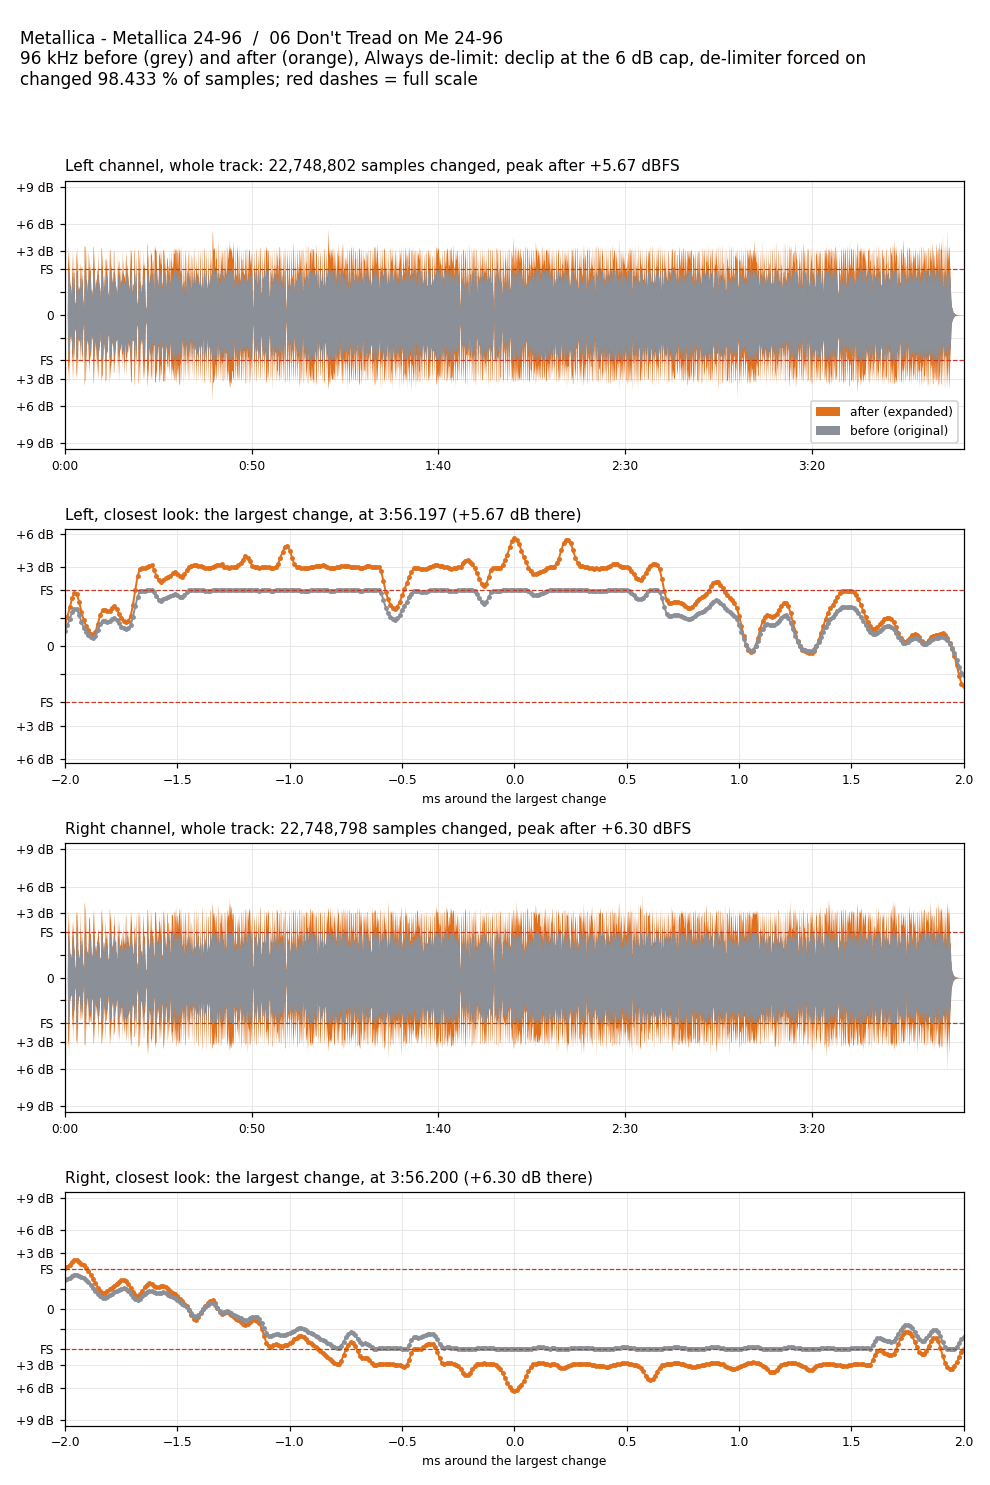 Metallica - Metallica 24-96  /  06 Don't Tread on Me 24-96
96 kHz before (grey) and after (orange), Always de-limit: declip at the 6 dB cap, de-limiter forced on
changed 98.433 % of samples; red dashes = full scale
Left channel, whole track: 22,748,802 samples changed, peak after +5.67 dBFS
+9 dB
+6 dB
+3 dB
FS
0
FS
+3 dB
+6 dB
+9 dB
after (expanded)
before (original)
0:00 0:50 1:40 2:30 3:20
Left, closest look: the largest change, at 3:56.197 (+5.67 dB there)
+6 dB
+3 dB
FS
0
FS
+3 dB
+6 dB
−2.0 −1.5 −1.0 −0.5 0.0 0.5 1.0 1.5 2.0
ms around the largest change
Right channel, whole track: 22,748,798 samples changed, peak after +6.30 dBFS
+9 dB
+6 dB
+3 dB
FS
0
FS
+3 dB
+6 dB
+9 dB
0:00 0:50 1:40 2:30 3:20
Right, closest look: the largest change, at 3:56.200 (+6.30 dB there)
+9 dB
+6 dB
+3 dB
FS
0
FS
+3 dB
+6 dB
+9 dB
−2.0 −1.5 −1.0 −0.5 0.0 0.5 1.0 1.5 2.0
ms around the largest change